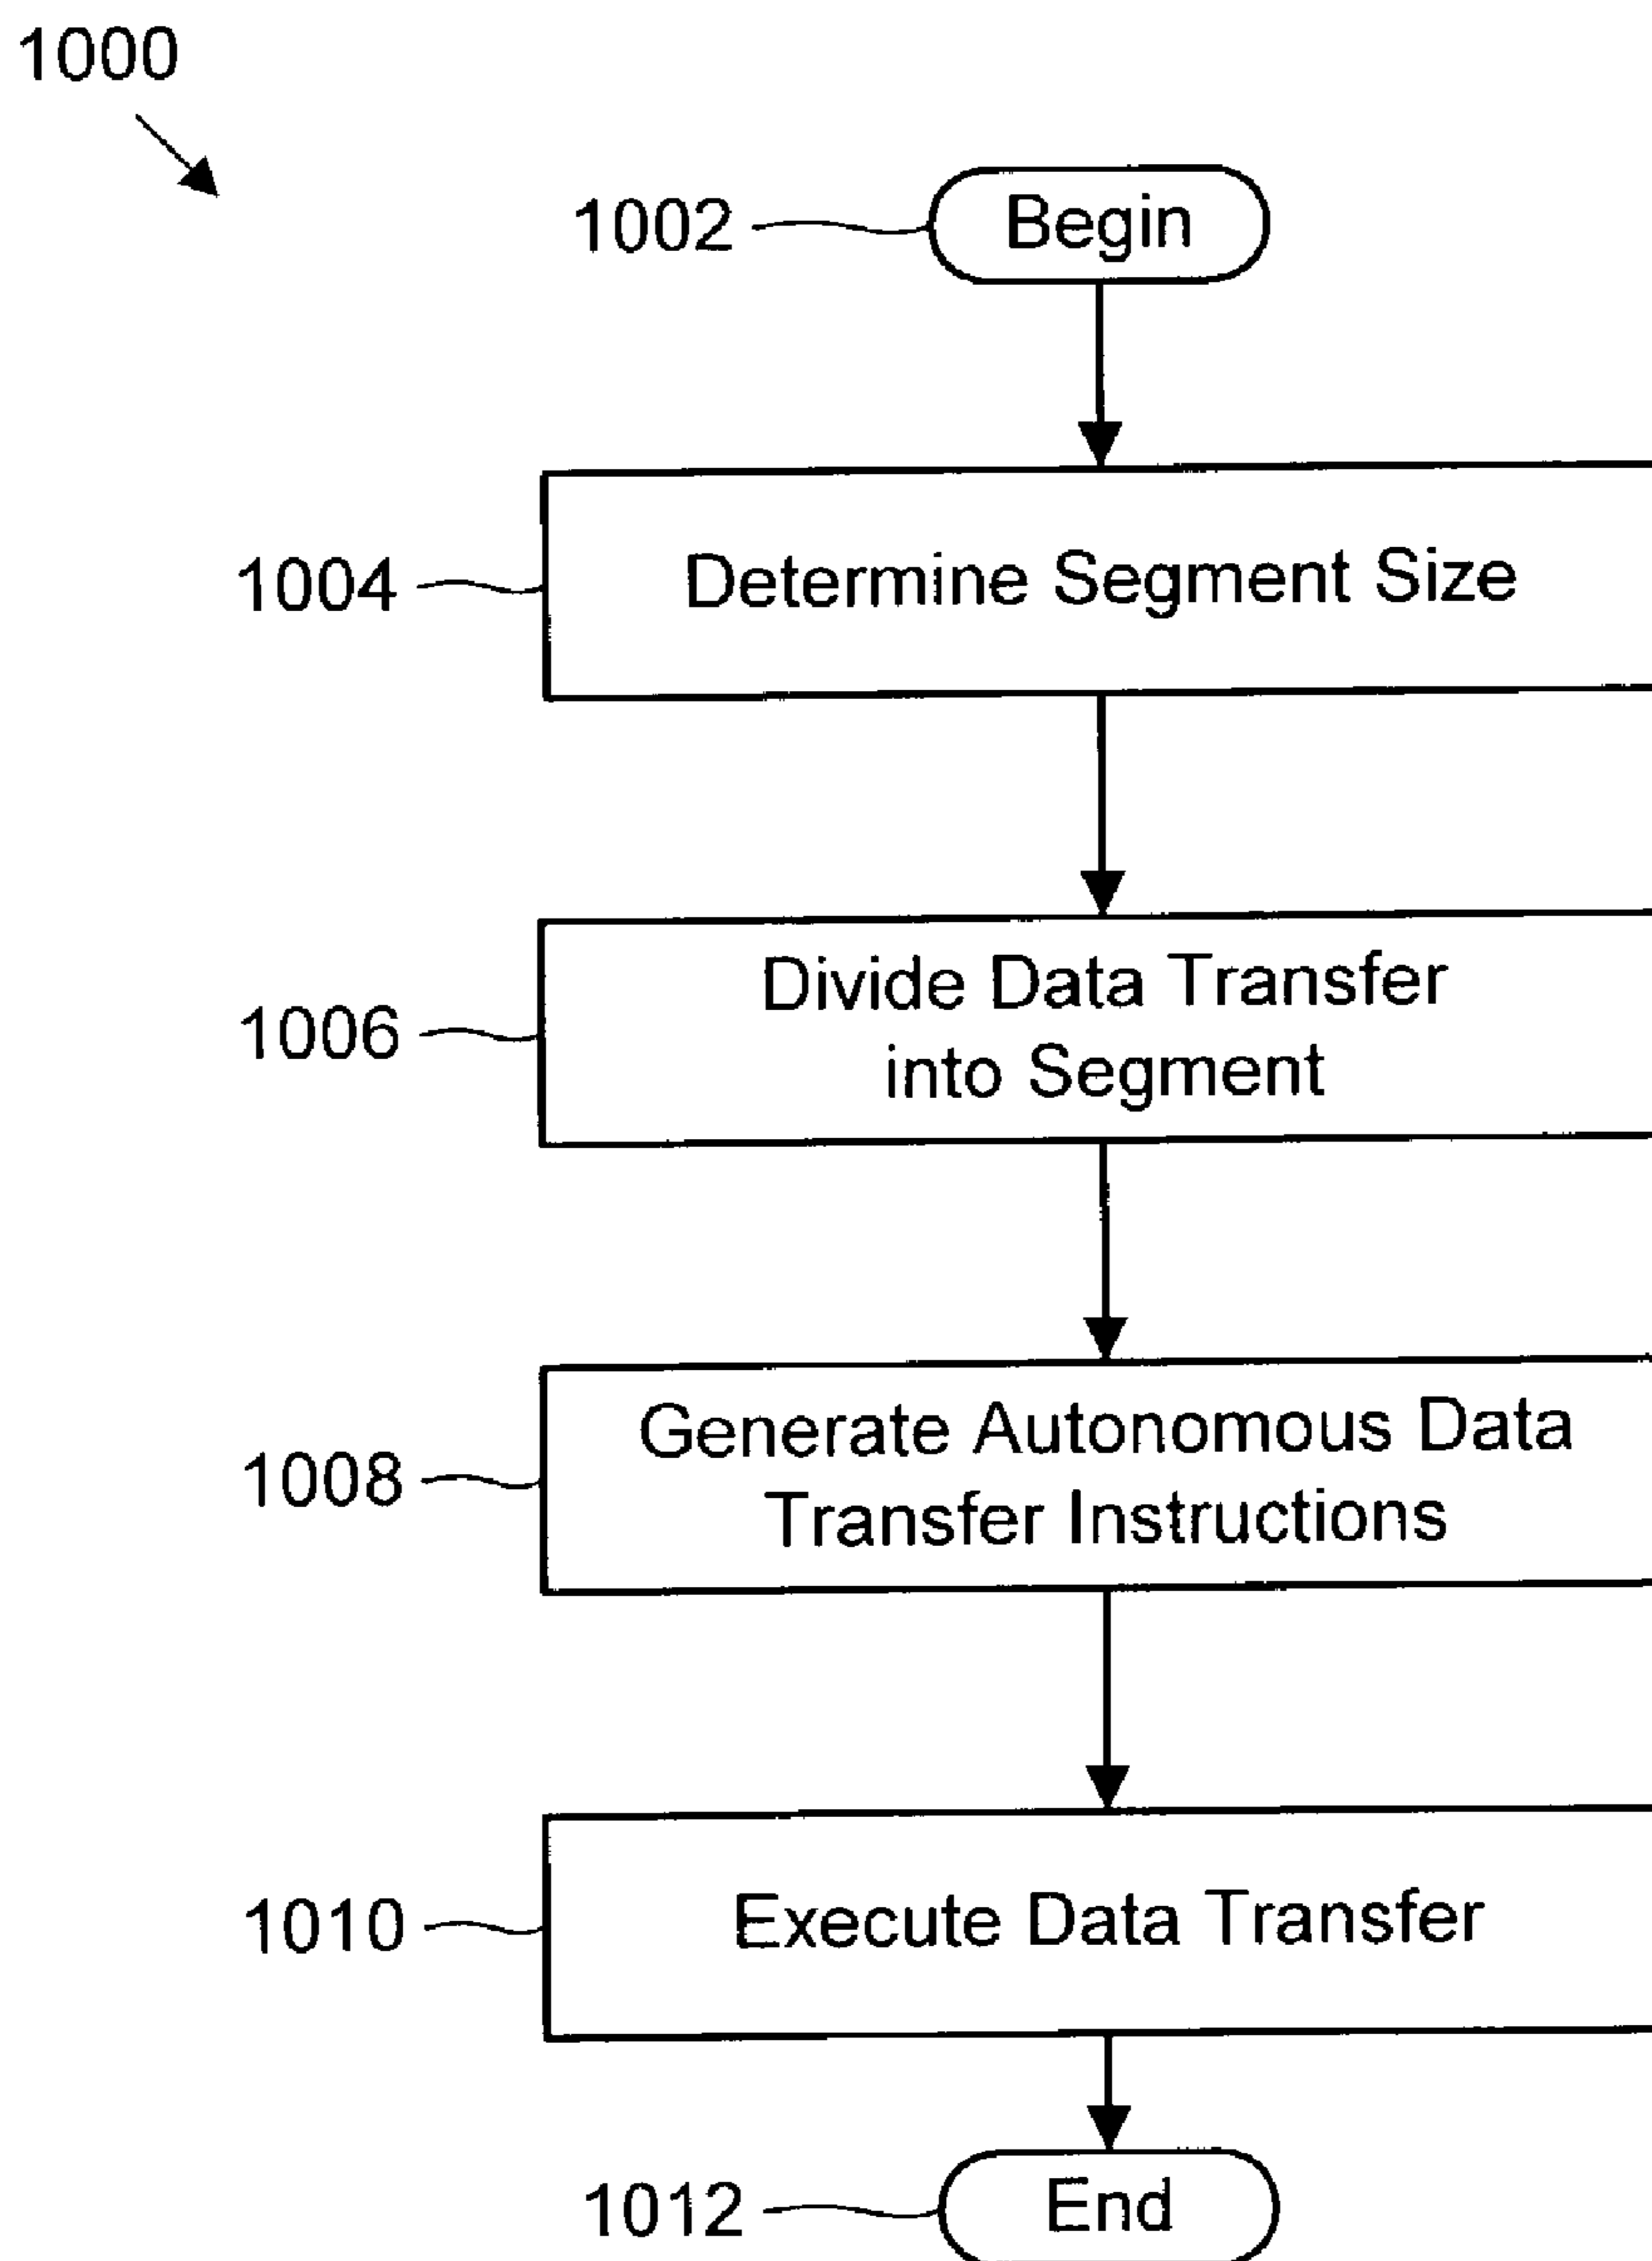 1000
1002
Begin
1004
Determine Segment Size
1006
Divide Data Transfer
into Segment
1008
Generate Autonomous Data
Transfer Instructions
1010
Execute Data Transfer
1012
End